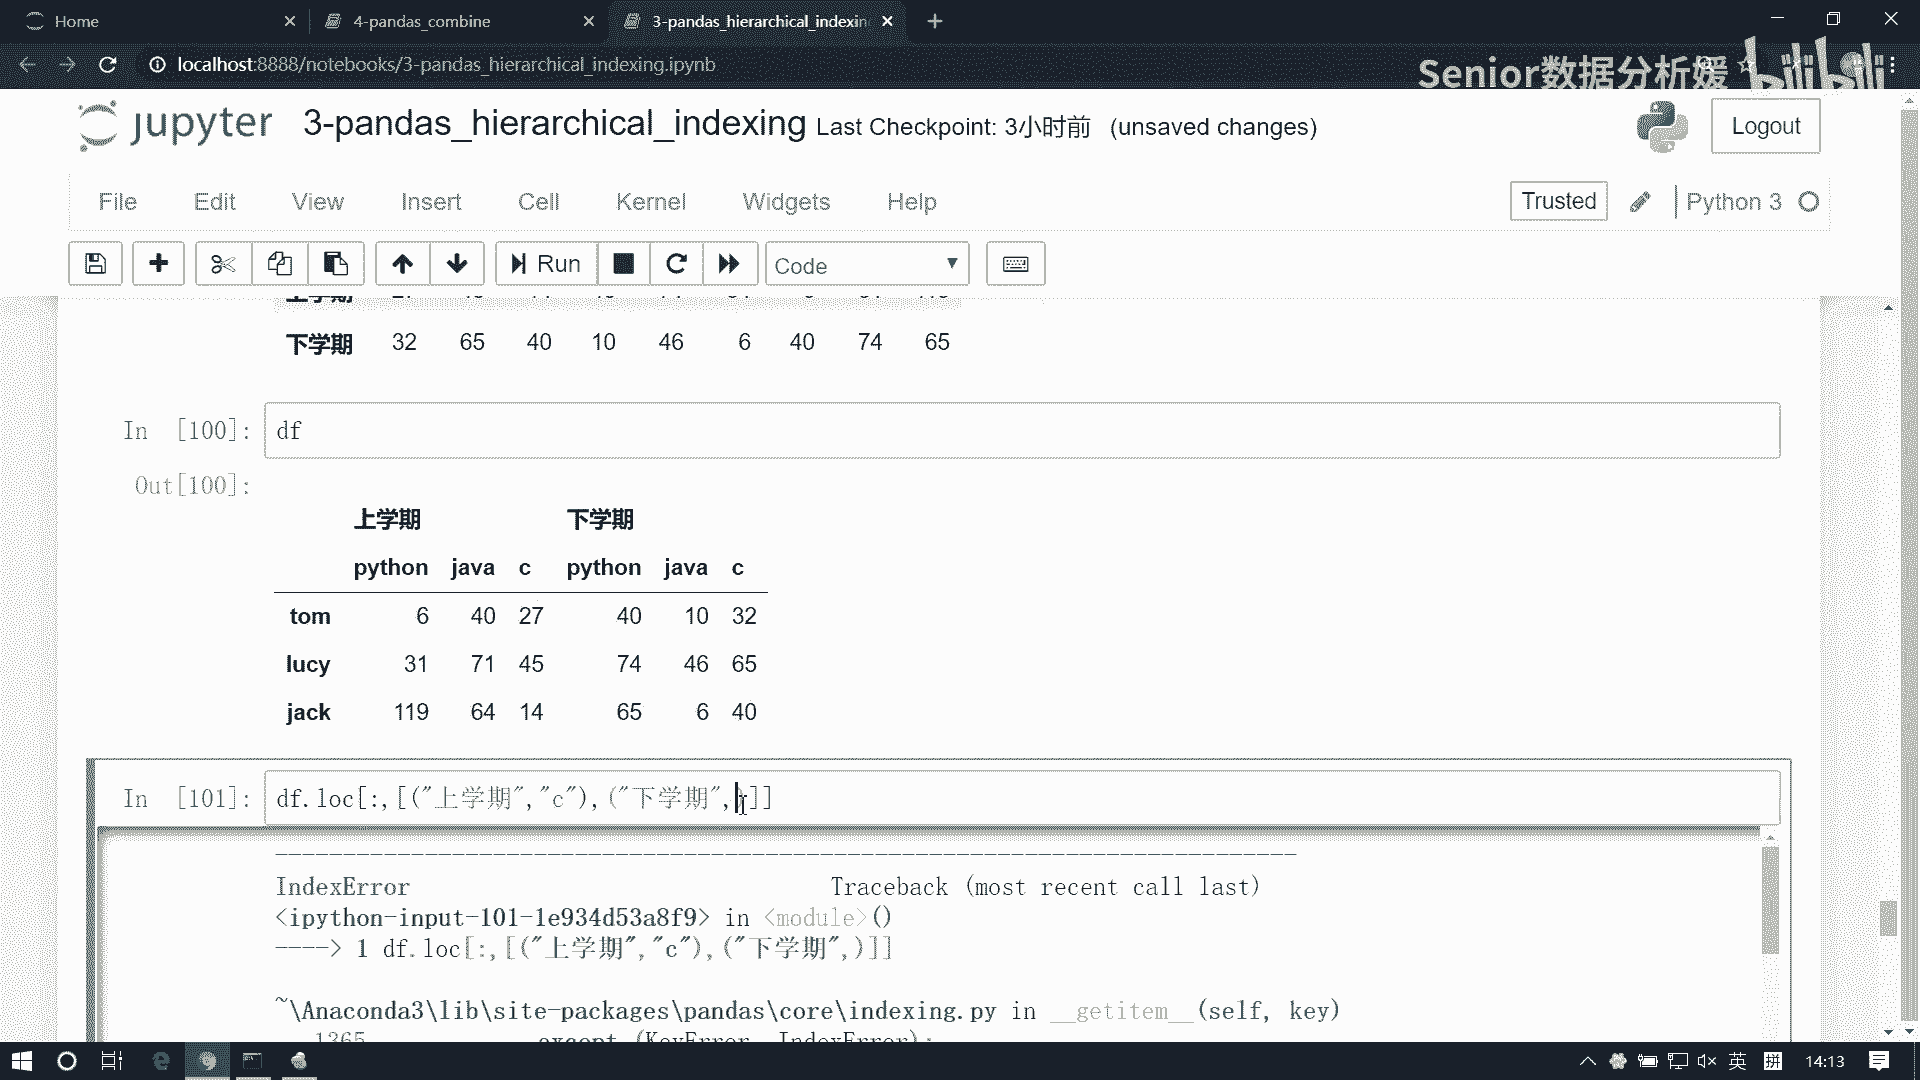 Home
4-pandas_combine
3-pandas_hierarchical_indexin
localhost:8888/notebooks/3-pandas_hierarchical_indexing.ipynb
Senior数据分析媛
bilibili
jupyter
3-pandas_hierarchical_indexing Last Checkpoint: 3小时前 (unsaved changes)
Logout
File Edit View Insert Cell Kernel Widgets Help
Trusted
Python 3
Run
Code
下学期 32 65 40 10 46 6 40 74 65
In [100]: df
Out[100]:
上学期 下学期
python java c python java c
tom 6 40 27 40 10 32
lucy 31 71 45 74 46 65
jack 119 64 14 65 6 40
In [101]: df.loc[:,[("上学期","c"),("下学期",)]]
IndexError Traceback (most recent call last)
<ipython-input-101-1e934d53a8f9> in <module>()
----> 1 df.loc[:,[("上学期","c"),("下学期",)]]
~\Anaconda3\lib\site-packages\pandas\core\indexing.py in __getitem__(self, key)
1365 except (KeyError, IndexError):
英
拼
14:13